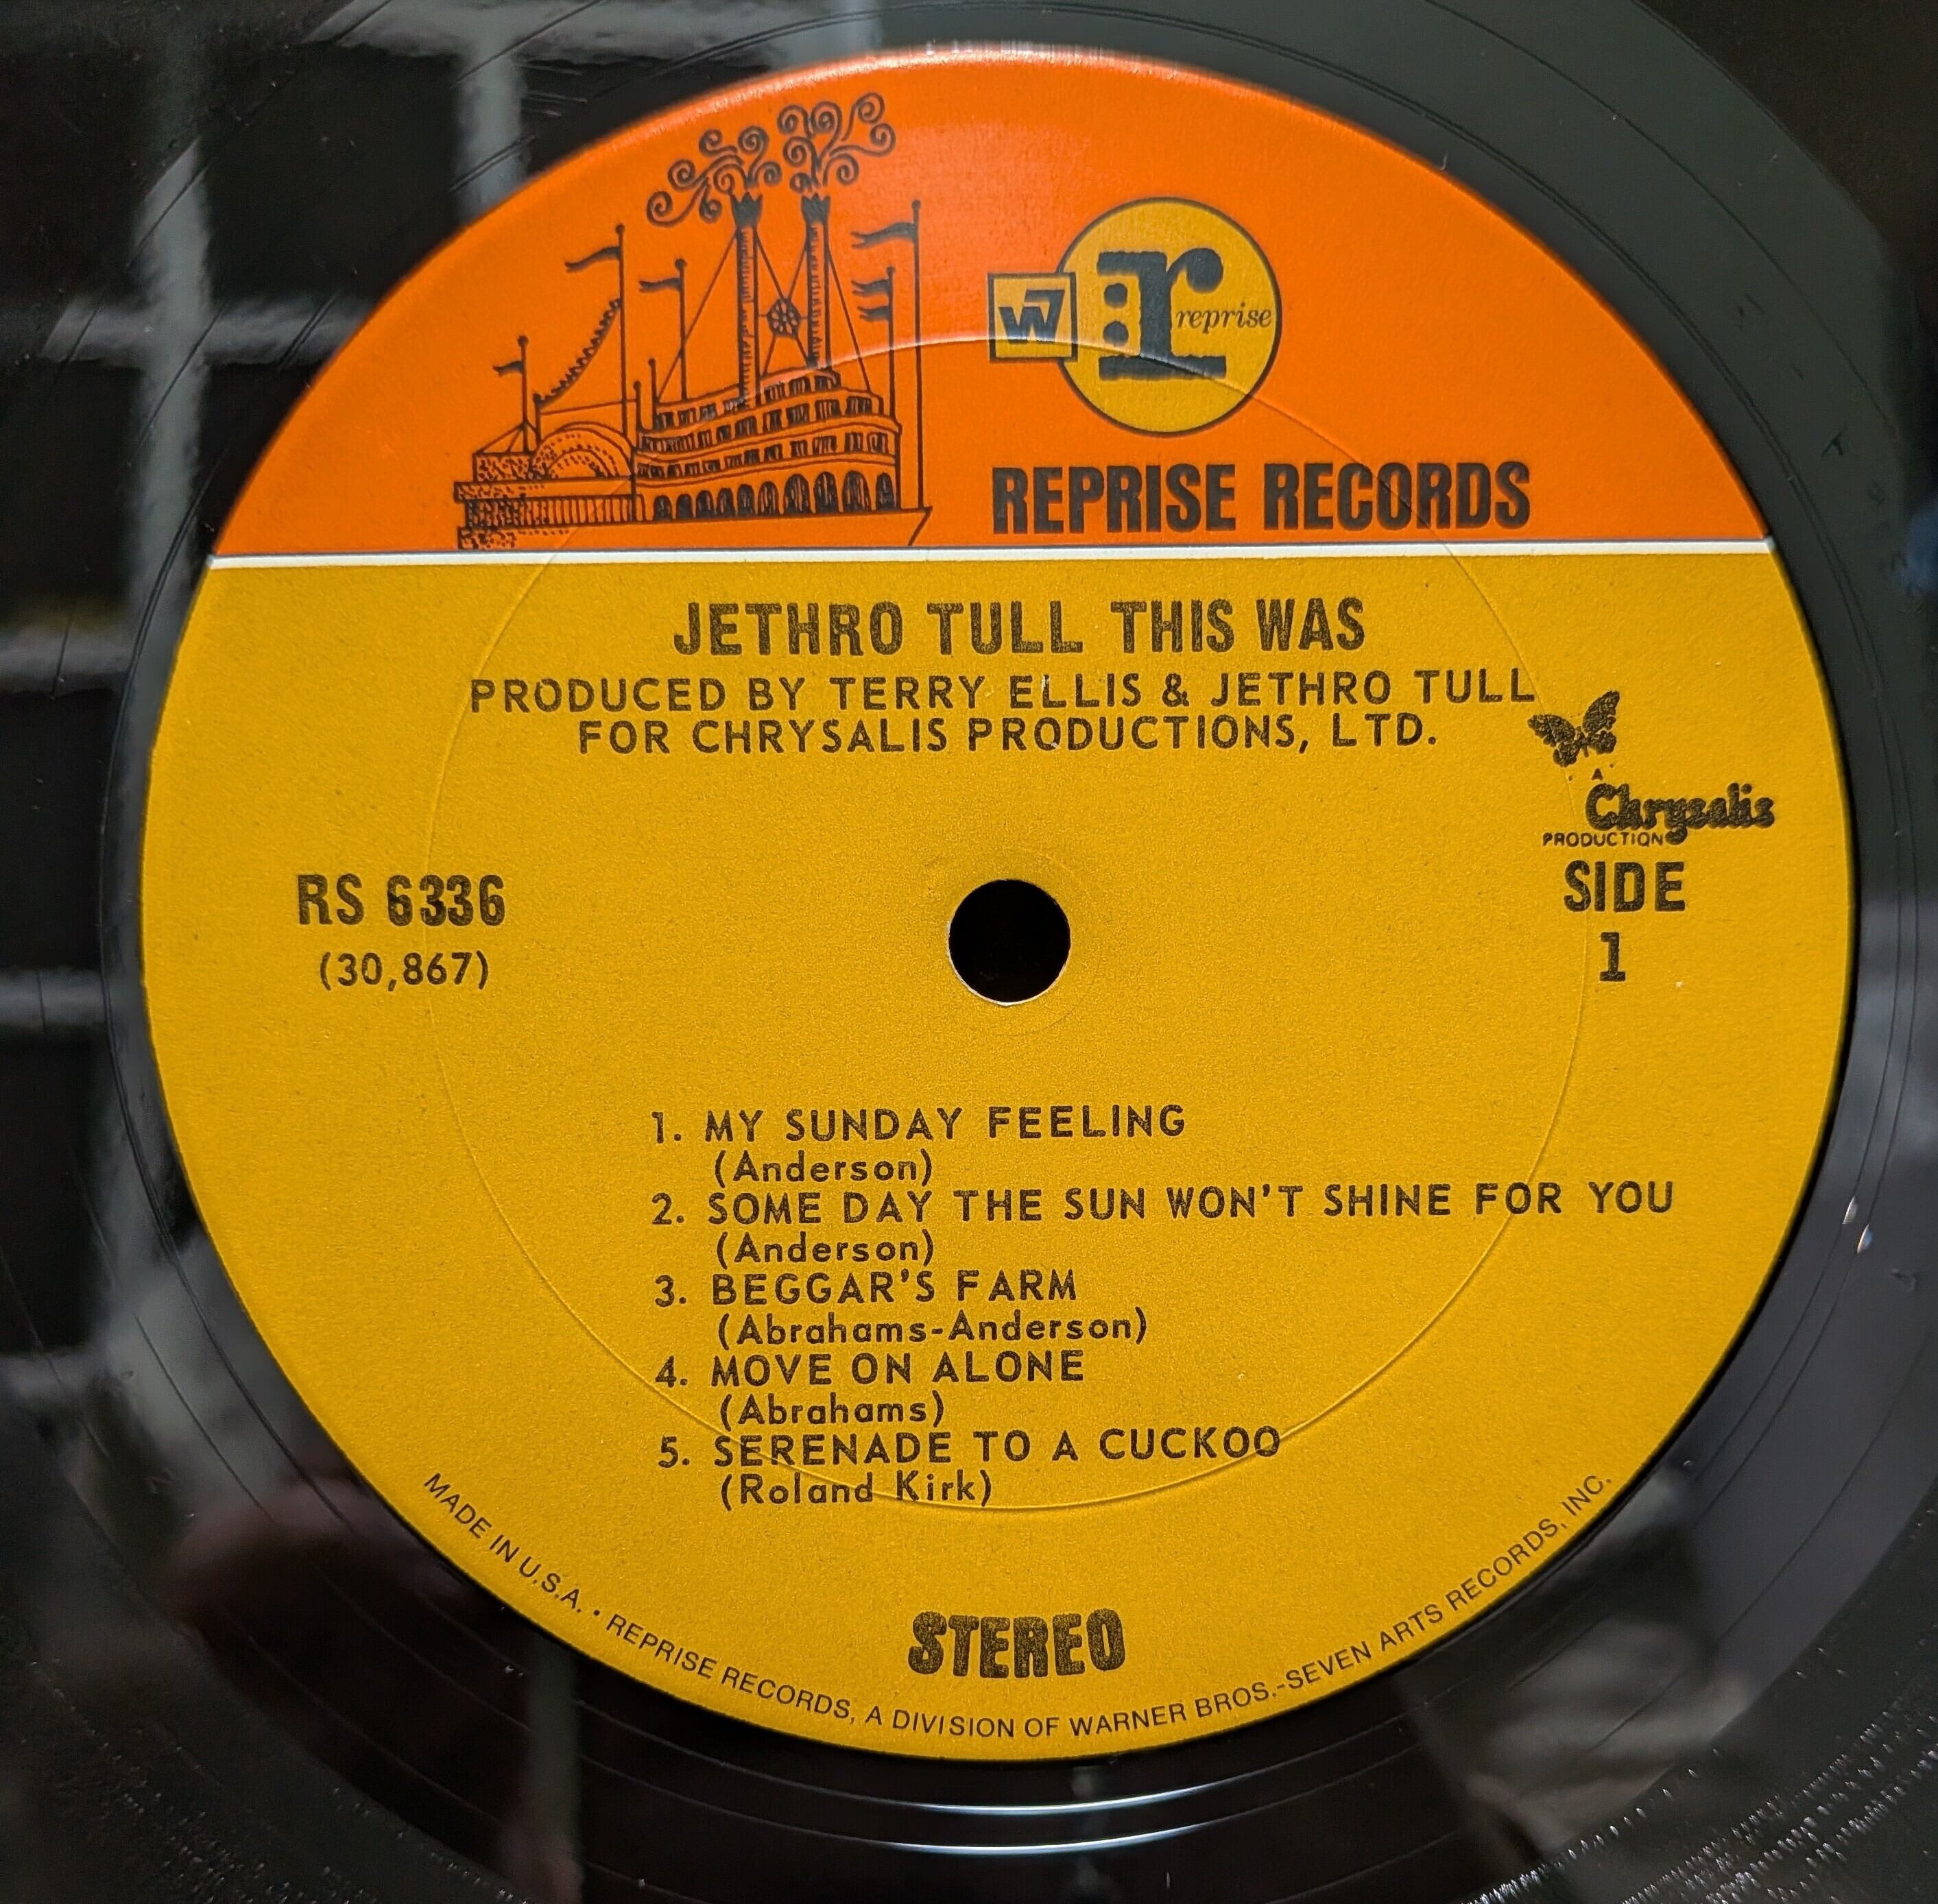 W7
r
reprise
REPRISE RECORDS
JETHRO TULL THIS WAS
PRODUCED BY TERRY ELLIS & JETHRO TULL
FOR CHRYSALIS PRODUCTIONS, LTD.
A
Chrysalis
PRODUCTION
RS 6336
(30,867)
SIDE
1
1. MY SUNDAY FEELING
(Anderson)
2. SOME DAY THE SUN WON'T SHINE FOR YOU
(Anderson)
3. BEGGAR'S FARM
(Abrahams-Anderson)
4. MOVE ON ALONE
(Abrahams)
5. SERENADE TO A CUCKOO
(Roland Kirk)
STEREO
MADE IN U.S.A. • REPRISE RECORDS, A DIVISION OF WARNER BROS.-SEVEN ARTS RECORDS, INC.